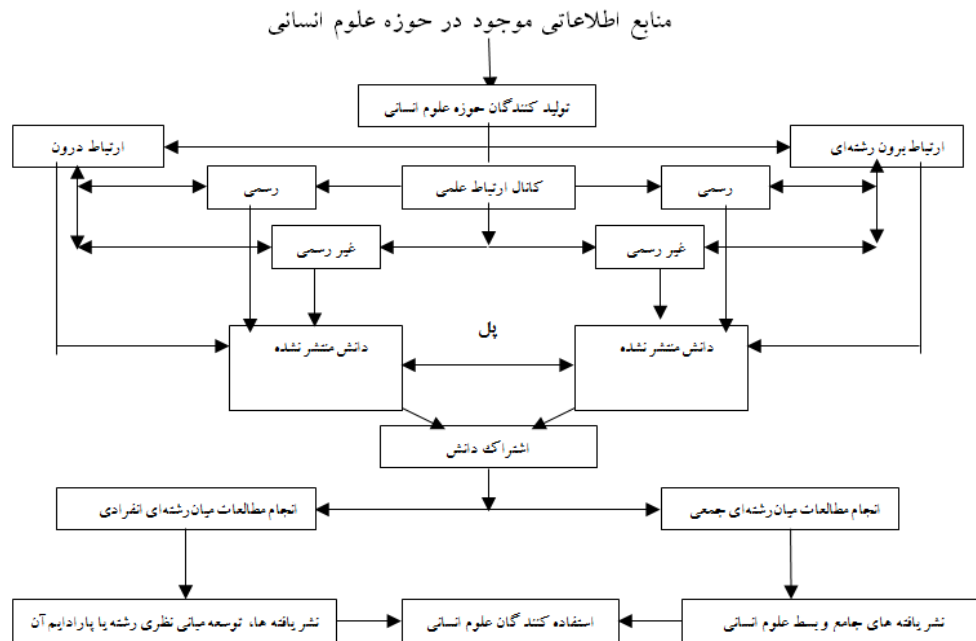 منابع اطلاعاتی موجود در حوزه علوم انسانی
تولید کنندگان حوزه علوم انسانی
ارتباط برون رشته‌ای
ارتباط درون
رسمی
کانال ارتباط علمی
رسمی
غیر رسمی
غیر رسمی
پل
دانش منتشر نشده
دانش منتشر نشده
اشتراک دانش
انجام مطالعات میان‌رشته‌ای جمعی
انجام مطالعات میان‌رشته‌ای انفرادی
نشر یافته های جامع و بسط علوم انسانی
استفاده کنند گان علوم انسانی
نشر یافته ها، توسعه مبانی نظری رشته یا پارادایم آن